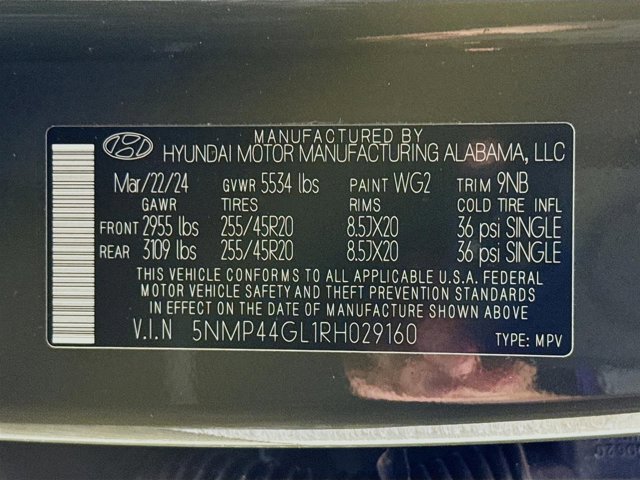 MANUFACTURED BY
HYUNDAI MOTOR MANUFACTURING ALABAMA, LLC
Mar/22/24 GVWR 5534 lbs PAINT WG2 TRIM 9NB
GAWR TIRES RIMS COLD TIRE INFL
FRONT 2955 lbs 255/45R20 8.5JX20 36 psi SINGLE
REAR 3109 lbs 255/45R20 8.5JX20 36 psi SINGLE
THIS VEHICLE CONFORMS TO ALL APPLICABLE U.S.A. FEDERAL
MOTOR VEHICLE SAFETY AND THEFT PREVENTION STANDARDS
IN EFFECT ON THE DATE OF MANUFACTURE SHOWN ABOVE
V.I.N 5NMP44GL1RH029160 TYPE: MPV